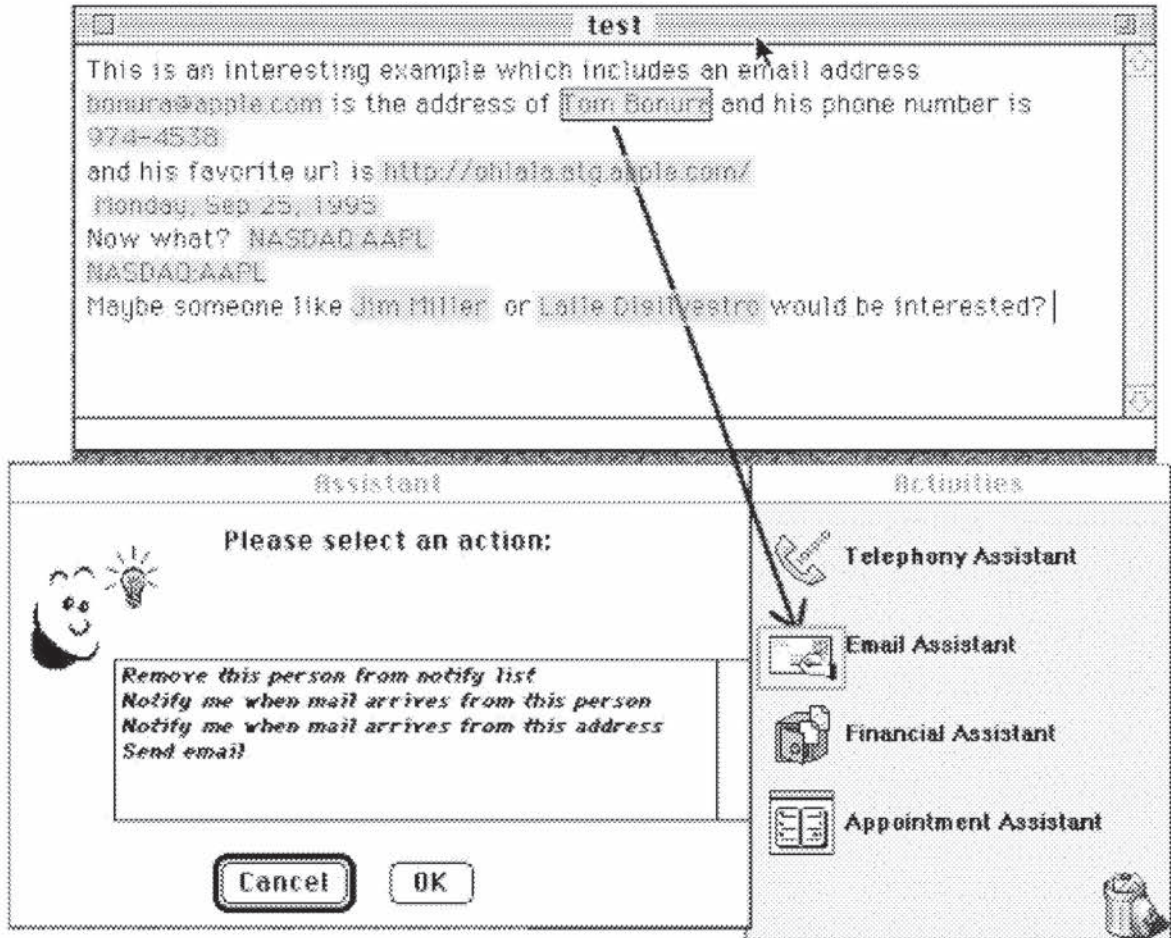 test
This is an interesting example which includes an email address
bonura@apple.com is the address of Tom Bonura and his phone number is
974-4538
and his favorite url is http://ohlala.atg.apple.com/
Monday, Sep 25, 1995
Now what? NASDAQ:AAPL
NASDAQ:AAPL
Maybe someone like Jim Miller or Laile Disilvestro would be interested?
Assistant
Please select an action:
Remove this person from notify list
Notify me when mail arrives from this person
Notify me when mail arrives from this address
Send email
Cancel
OK
Activities
Telephony Assistant
Email Assistant
Financial Assistant
Appointment Assistant